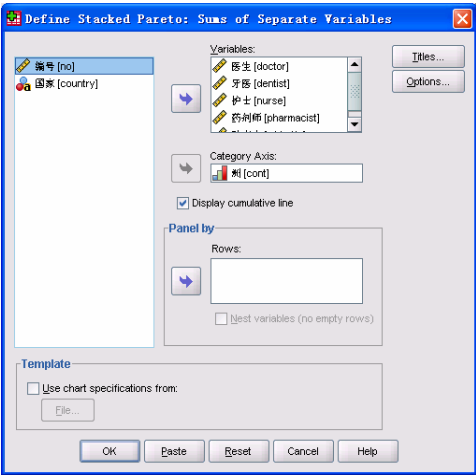 Define Stacked Pareto: Sums of Separate Variables
编号 [no]
国家 [country]
Variables:
医生 [doctor]
牙医 [dentist]
护士 [nurse]
药剂师 [pharmacist]
Category Axis:
洲 [cont]
Display cumulative line
Panel by
Rows:
Nest variables (no empty rows)
Titles...
Options...
Template
Use chart specifications from:
File...
OK
Paste
Reset
Cancel
Help